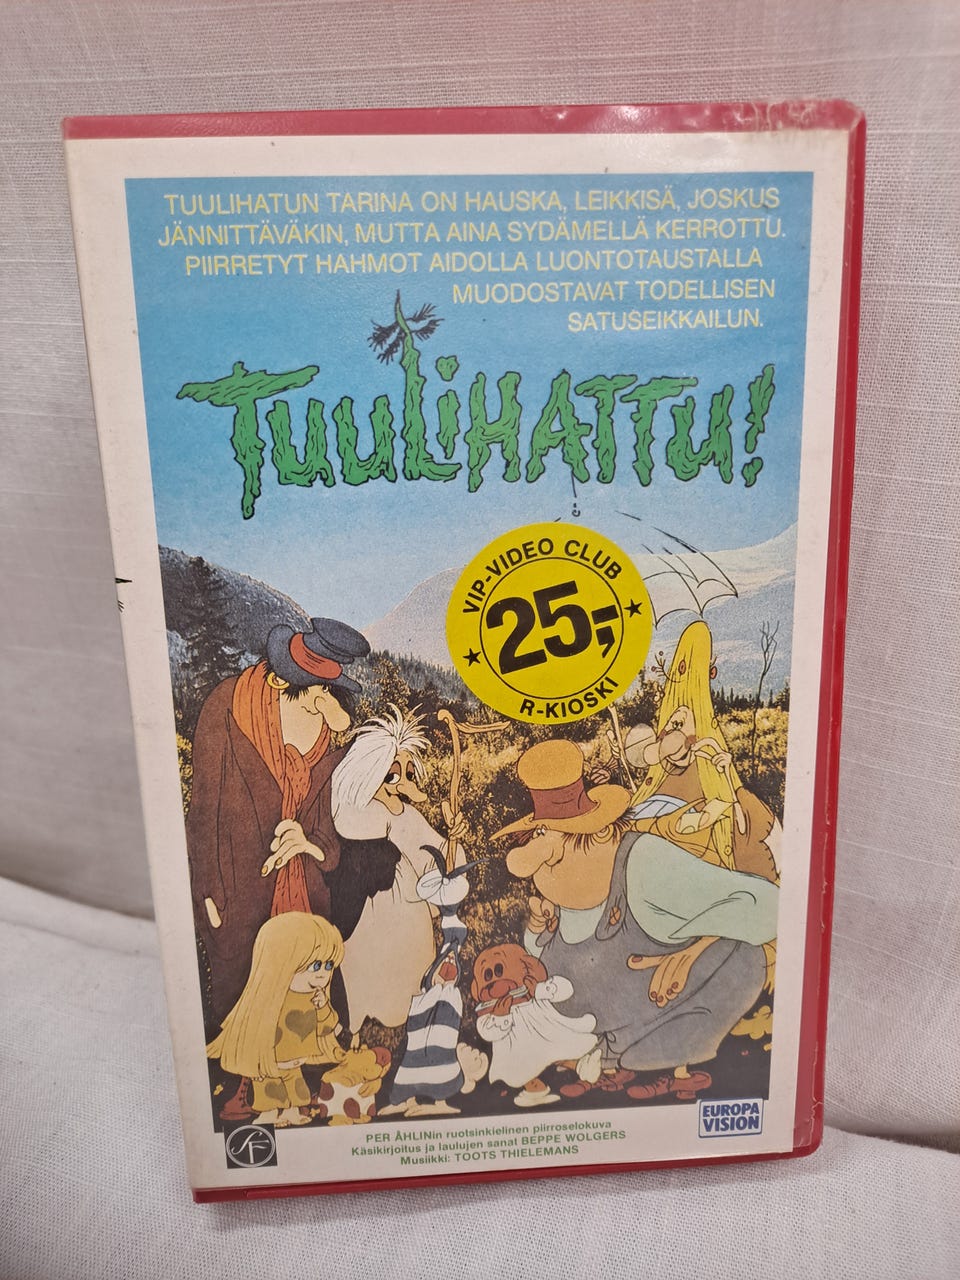 TUULIHATUN TARINA ON HAUSKA, LEIKKISÄ, JOSKUS
JÄNNITTÄVÄKIN, MUTTA AINA SYDÄMELLÄ KERROTTU.
PIIRRETYT HAHMOT AIDOLLA LUONTOTAUSTALLA
MUODOSTAVAT TODELLISEN
SATUSEIKKAILUN.
TUULIHATTU!
VIP-VIDEO CLUB
25,-
R-KIOSKI
SF
PER ÅHLINin ruotsinkielinen piirroselokuva
Käsikirjoitus ja laulujen sanat BEPPE WOLGERS
Musiikki: TOOTS THIELEMANS
EUROPA
VISION